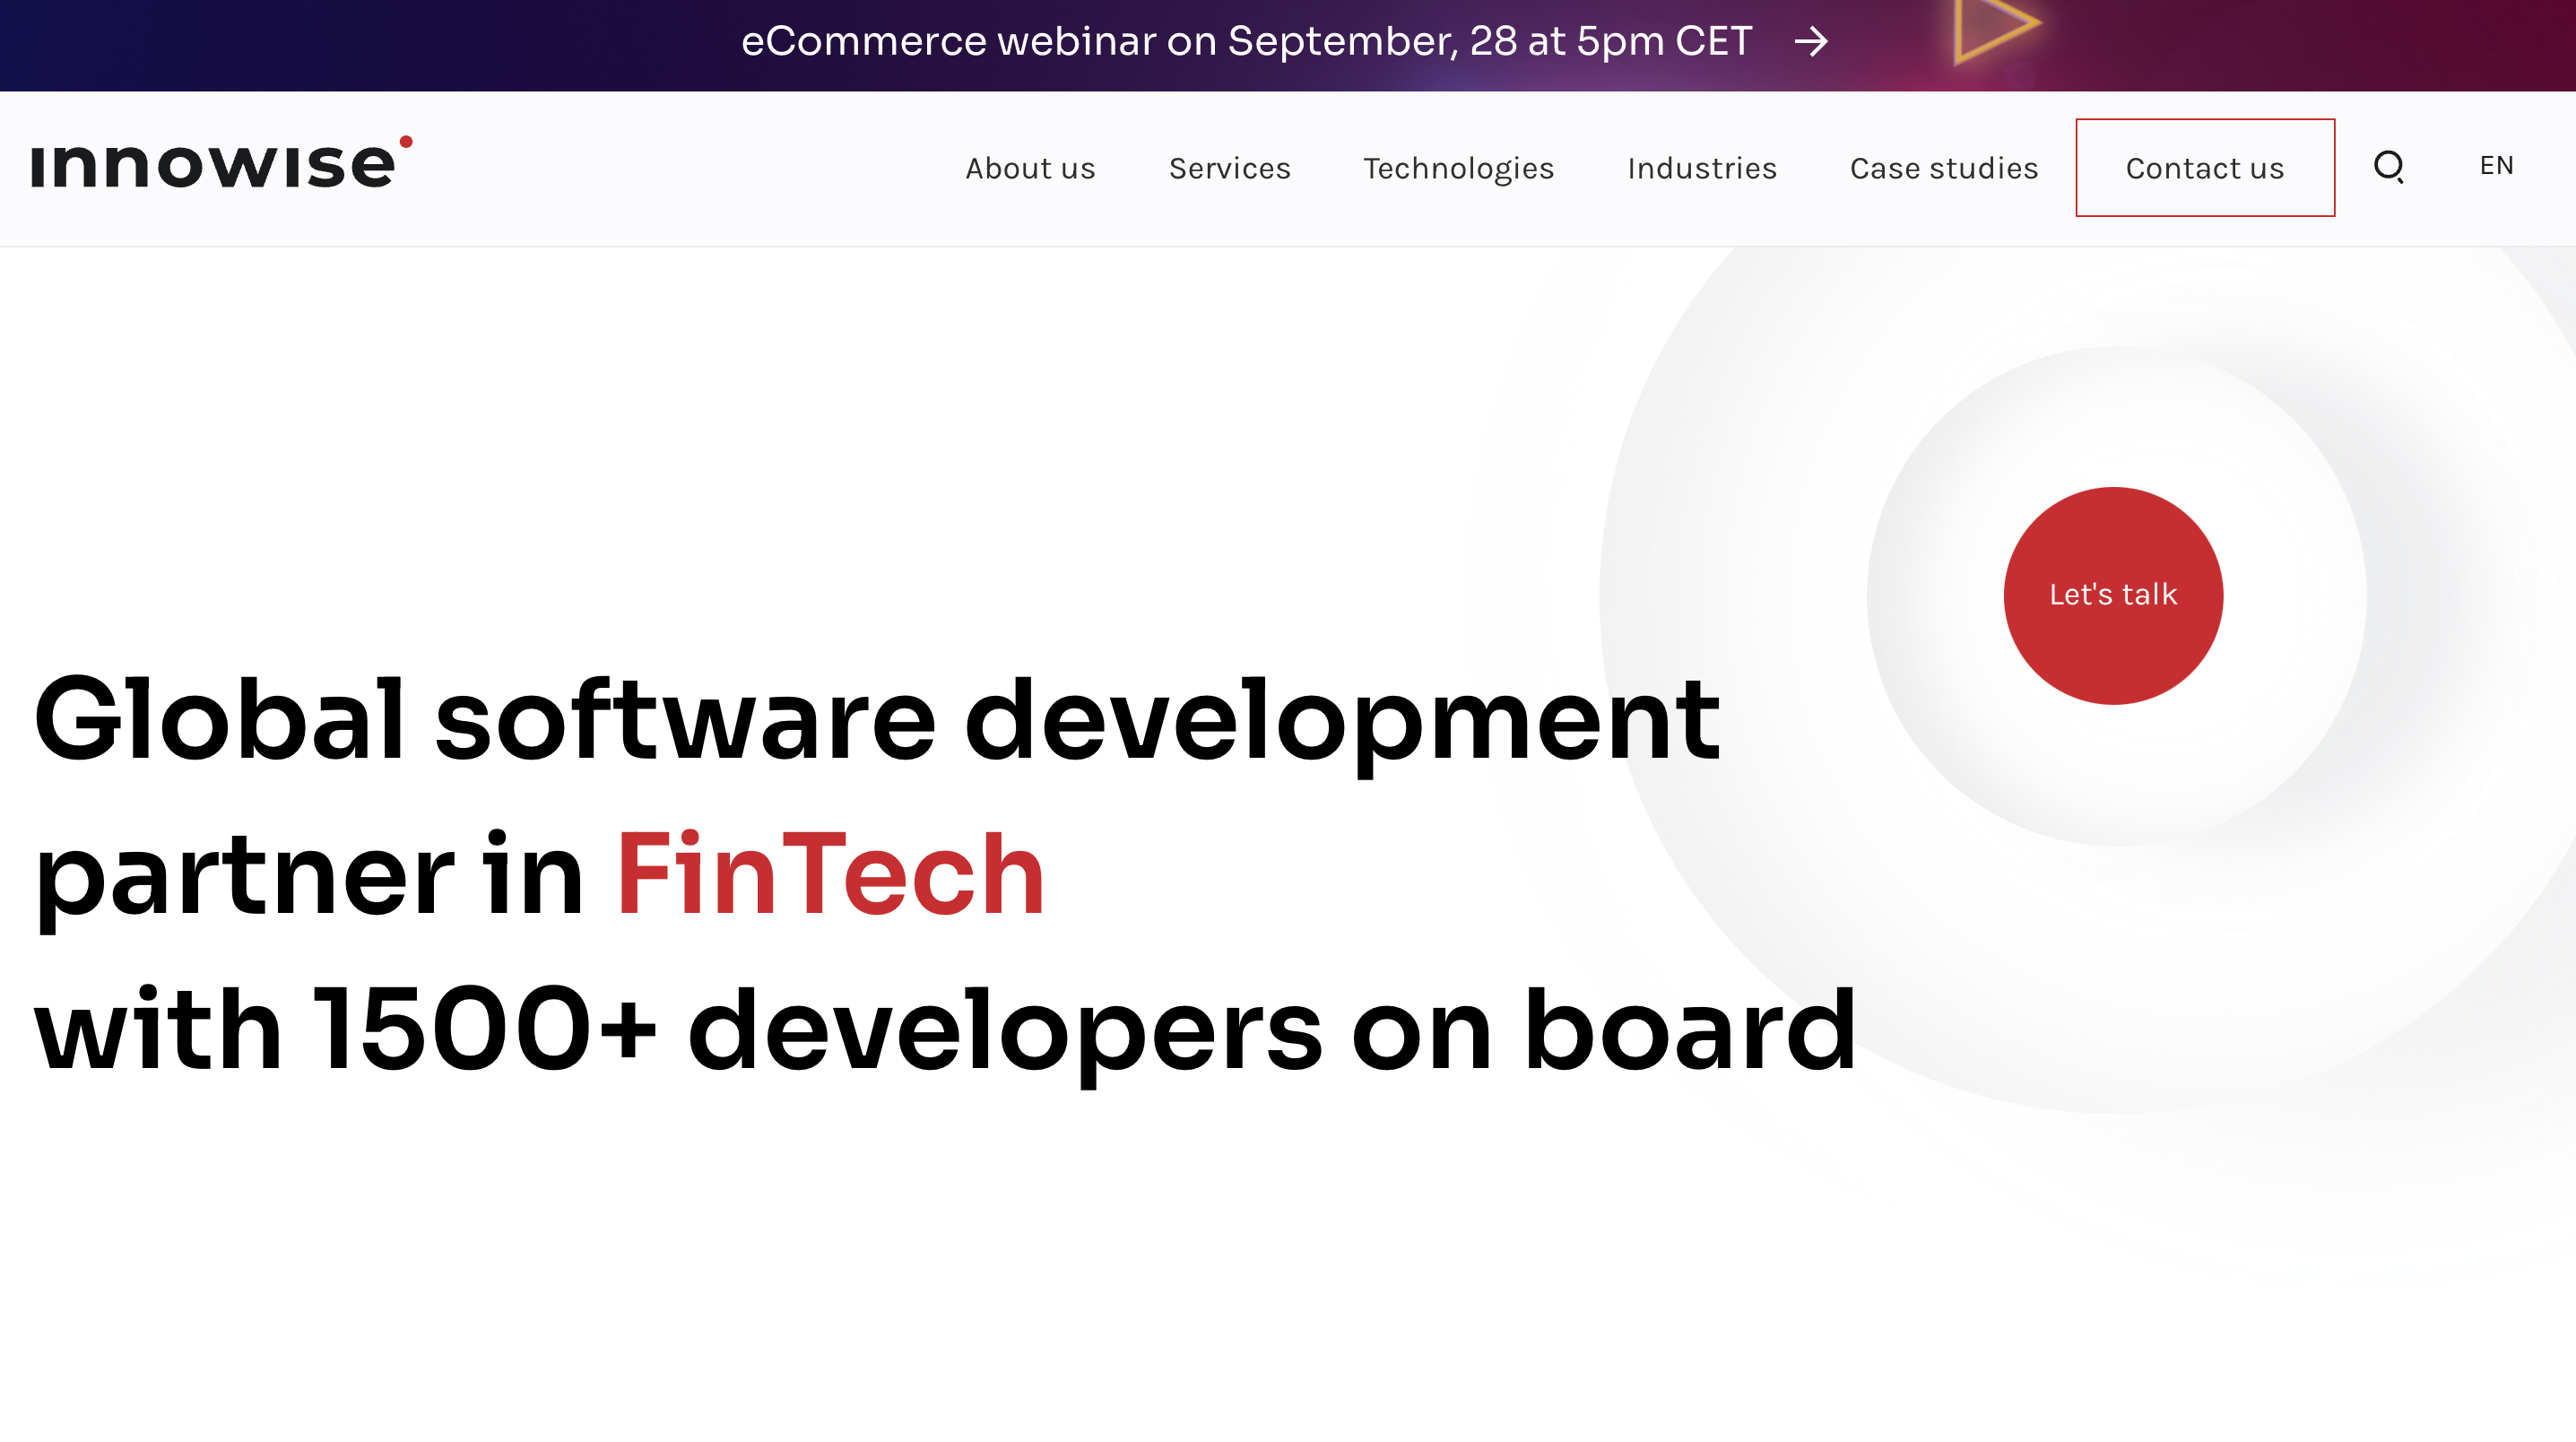 eCommerce webinar on September, 28 at 5pm CET →
innowise
About us Services Technologies Industries Case studies Contact us EN
Let's talk
Global software development
partner in FinTech
with 1500+ developers on board